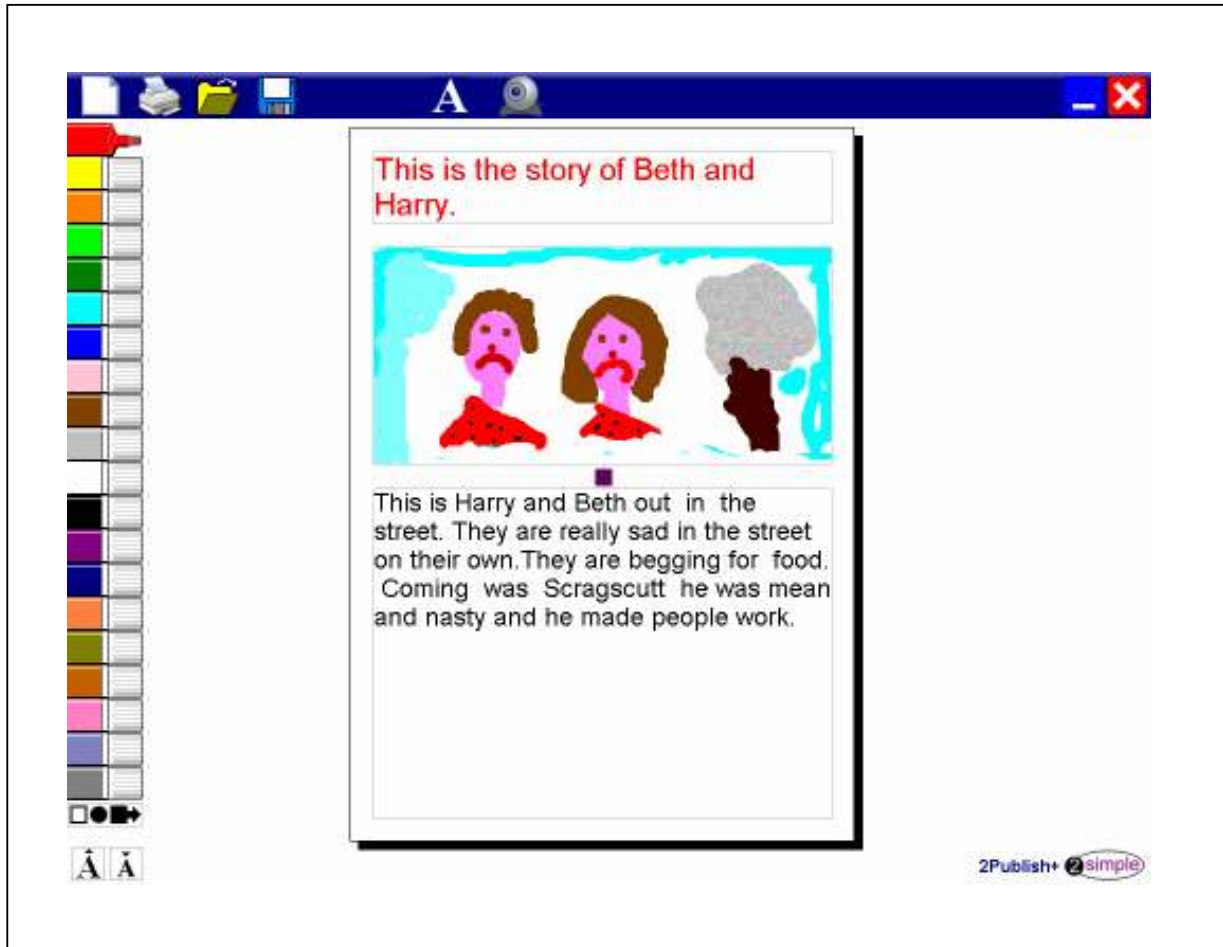 A
This is the story of Beth and
Harry.
This is Harry and Beth out  in  the
street. They are really sad in the street
on their own.They are begging for  food.
Coming  was  Scragscutt  he was mean
and nasty and he made people work.
A A
2Publish+ 2simple